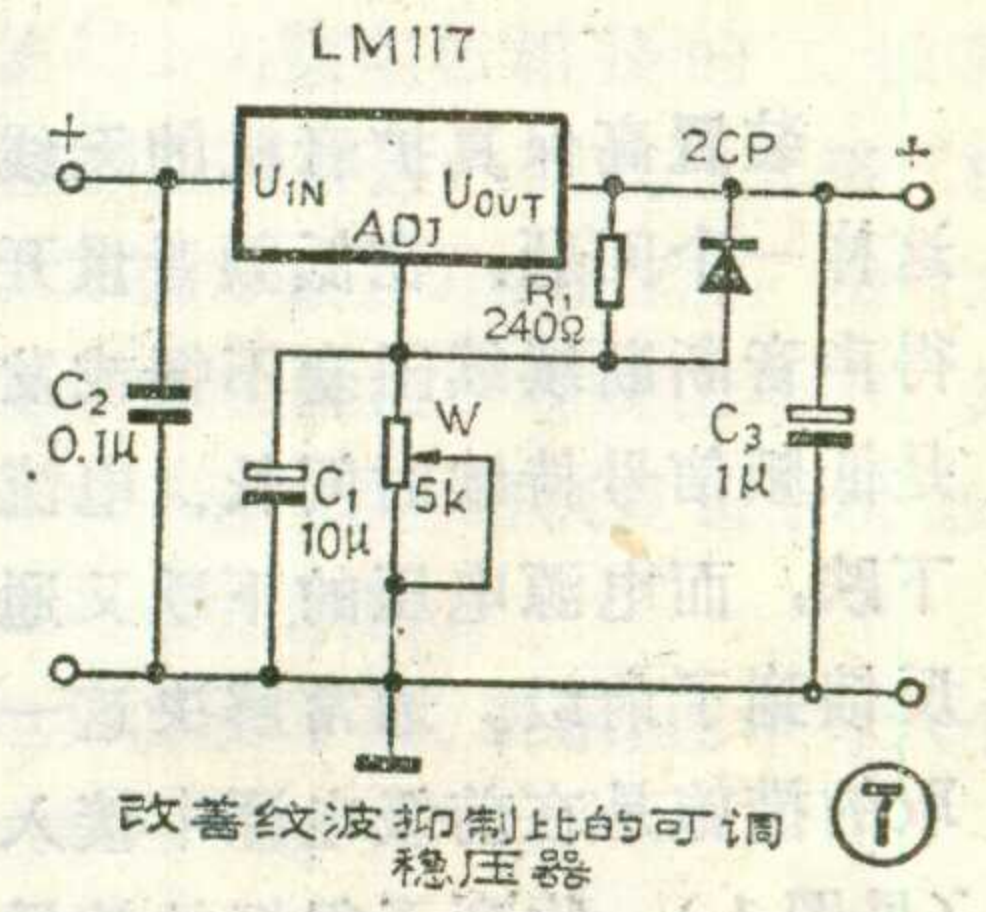 LM117
+
2CP
+
UIN
UOUT
ADJ
R1
240Ω
C2
0.1μ
W
5k
C1
10μ
C3
1μ
改善纹波抑制比的可调
稳压器
⑦